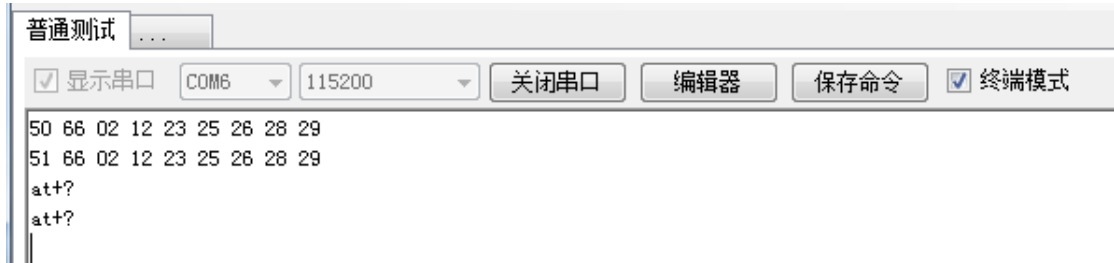 普通测试 ...
显示串口 COM6 115200 关闭串口 编辑器 保存命令 终端模式
50 66 02 12 23 25 26 28 29
51 66 02 12 23 25 26 28 29
at+?
at+?